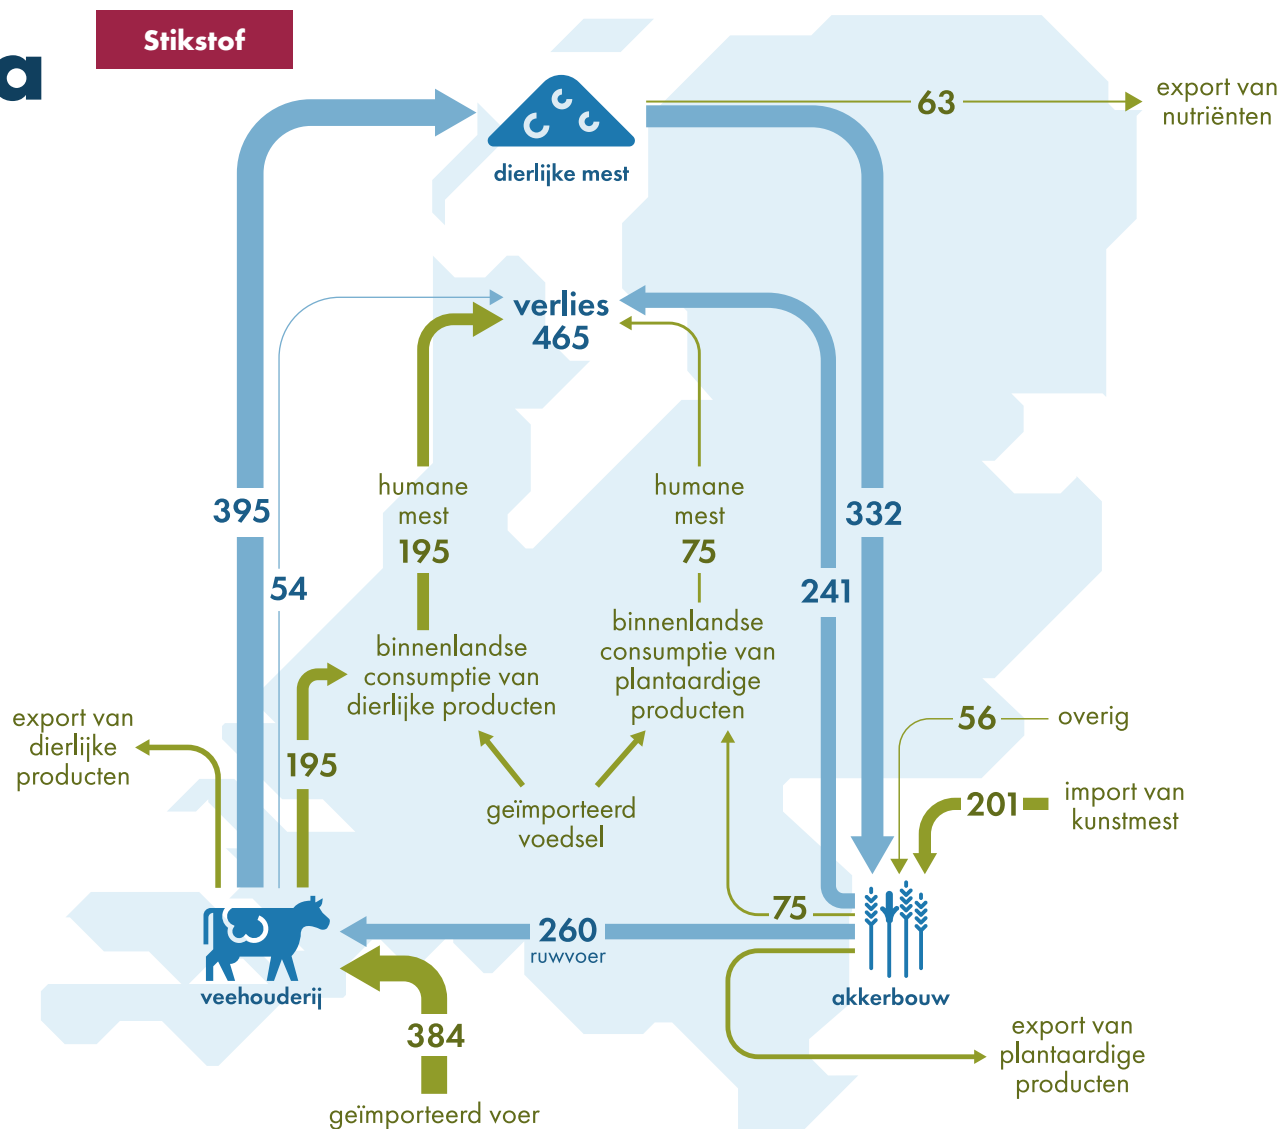 a
Stikstof
dierlijke mest
63
export van
nutriënten
verlies
465
395
54
humane
mest
195
humane
mest
75
332
241
binnenlandse
consumptie van
dierlijke producten
binnenlandse
consumptie van
plantaardige
producten
export van
dierlijke
producten
195
geïmporteerd
voedsel
56
overig
201
import van
kunstmest
75
260
ruwvoer
veehouderij
akkerbouw
384
geïmporteerd voer
export van
plantaardige
producten